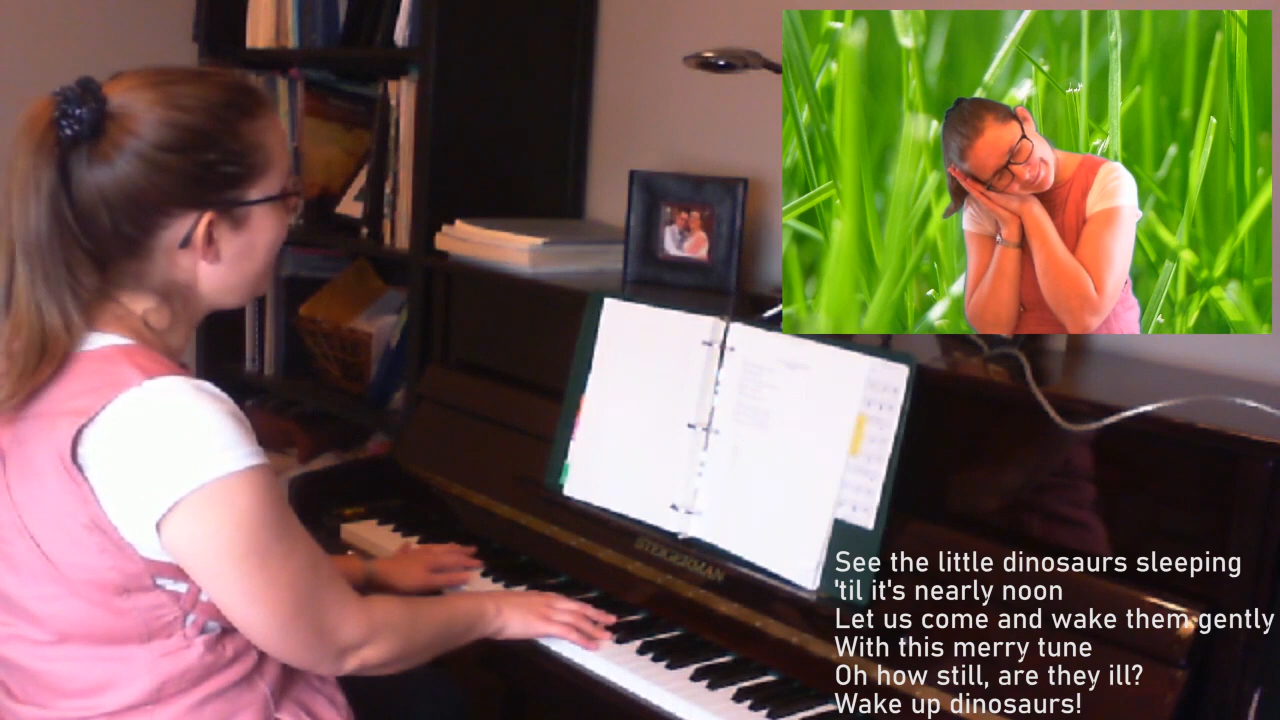 STEIGERMAN
See the little dinosaurs sleeping
'til it's nearly noon
Let us come and wake them gently
With this merry tune
Oh how still, are they ill?
Wake up dinosaurs!